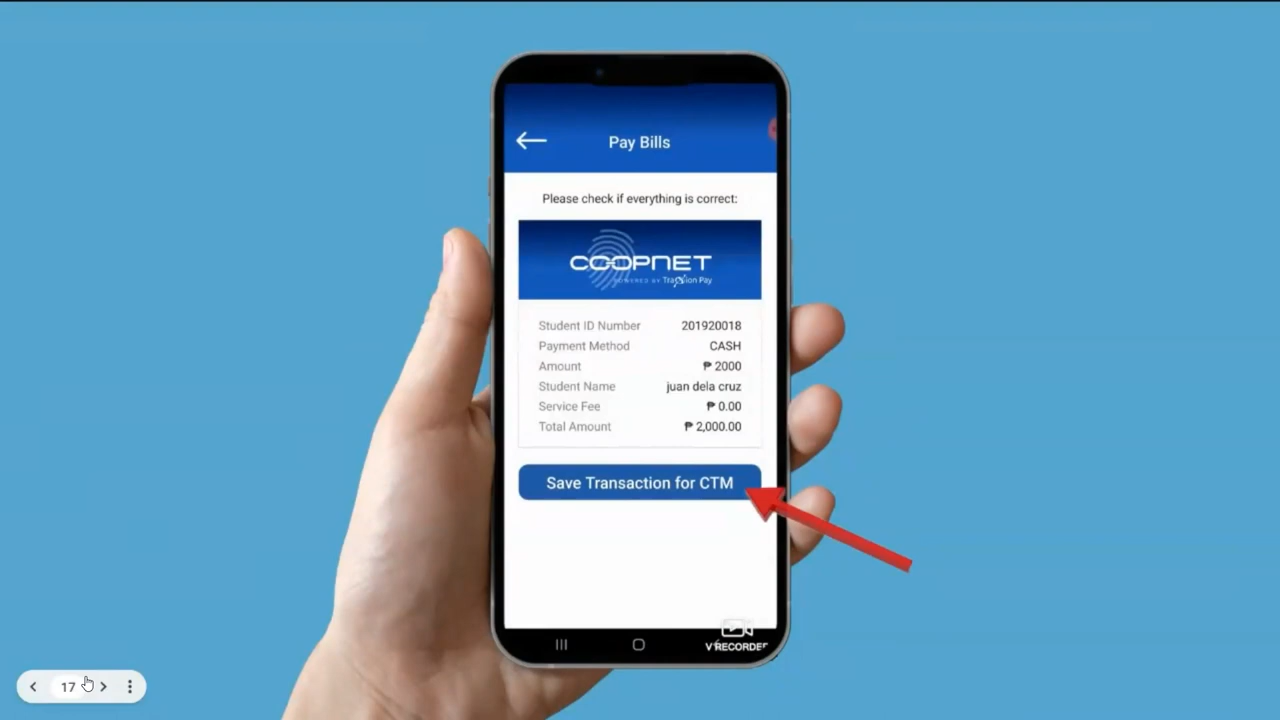 Pay Bills
Please check if everything is correct:
COOPNET
POWERED BY Traxion Pay
Student ID Number 201920018
Payment Method CASH
Amount ₱ 2000
Student Name juan dela cruz
Service Fee ₱ 0.00
Total Amount ₱ 2,000.00
Save Transaction for CTM
V RECORDER
17